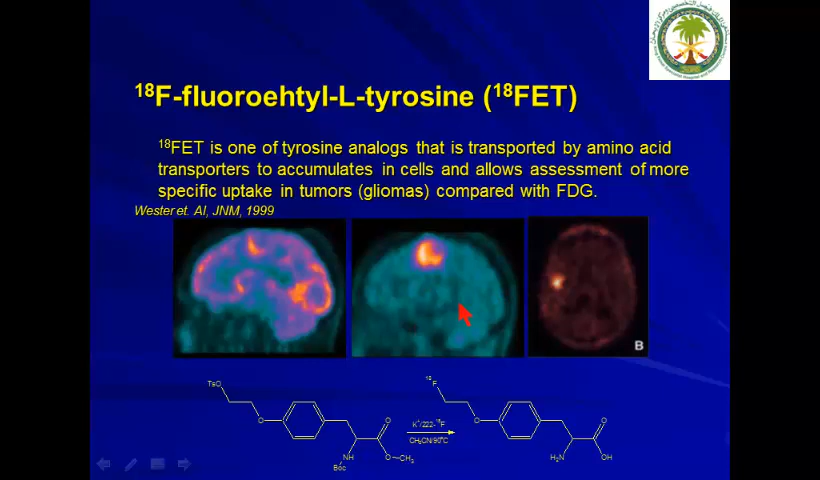 ¹⁸F-fluoroehtyl-L-tyrosine (¹⁸FET)
¹⁸FET is one of tyrosine analogs that is transported by amino acid
transporters to accumulates in cells and allows assessment of more
specific uptake in tumors (gliomas) compared with FDG.
Wester et. Al, JNM, 1999
B
TsO
O
O
NH
Boc
O
CH₃
K⁺/222-¹⁸F
CH₃CN/90°C
¹⁸F
O
O
H₂N
OH